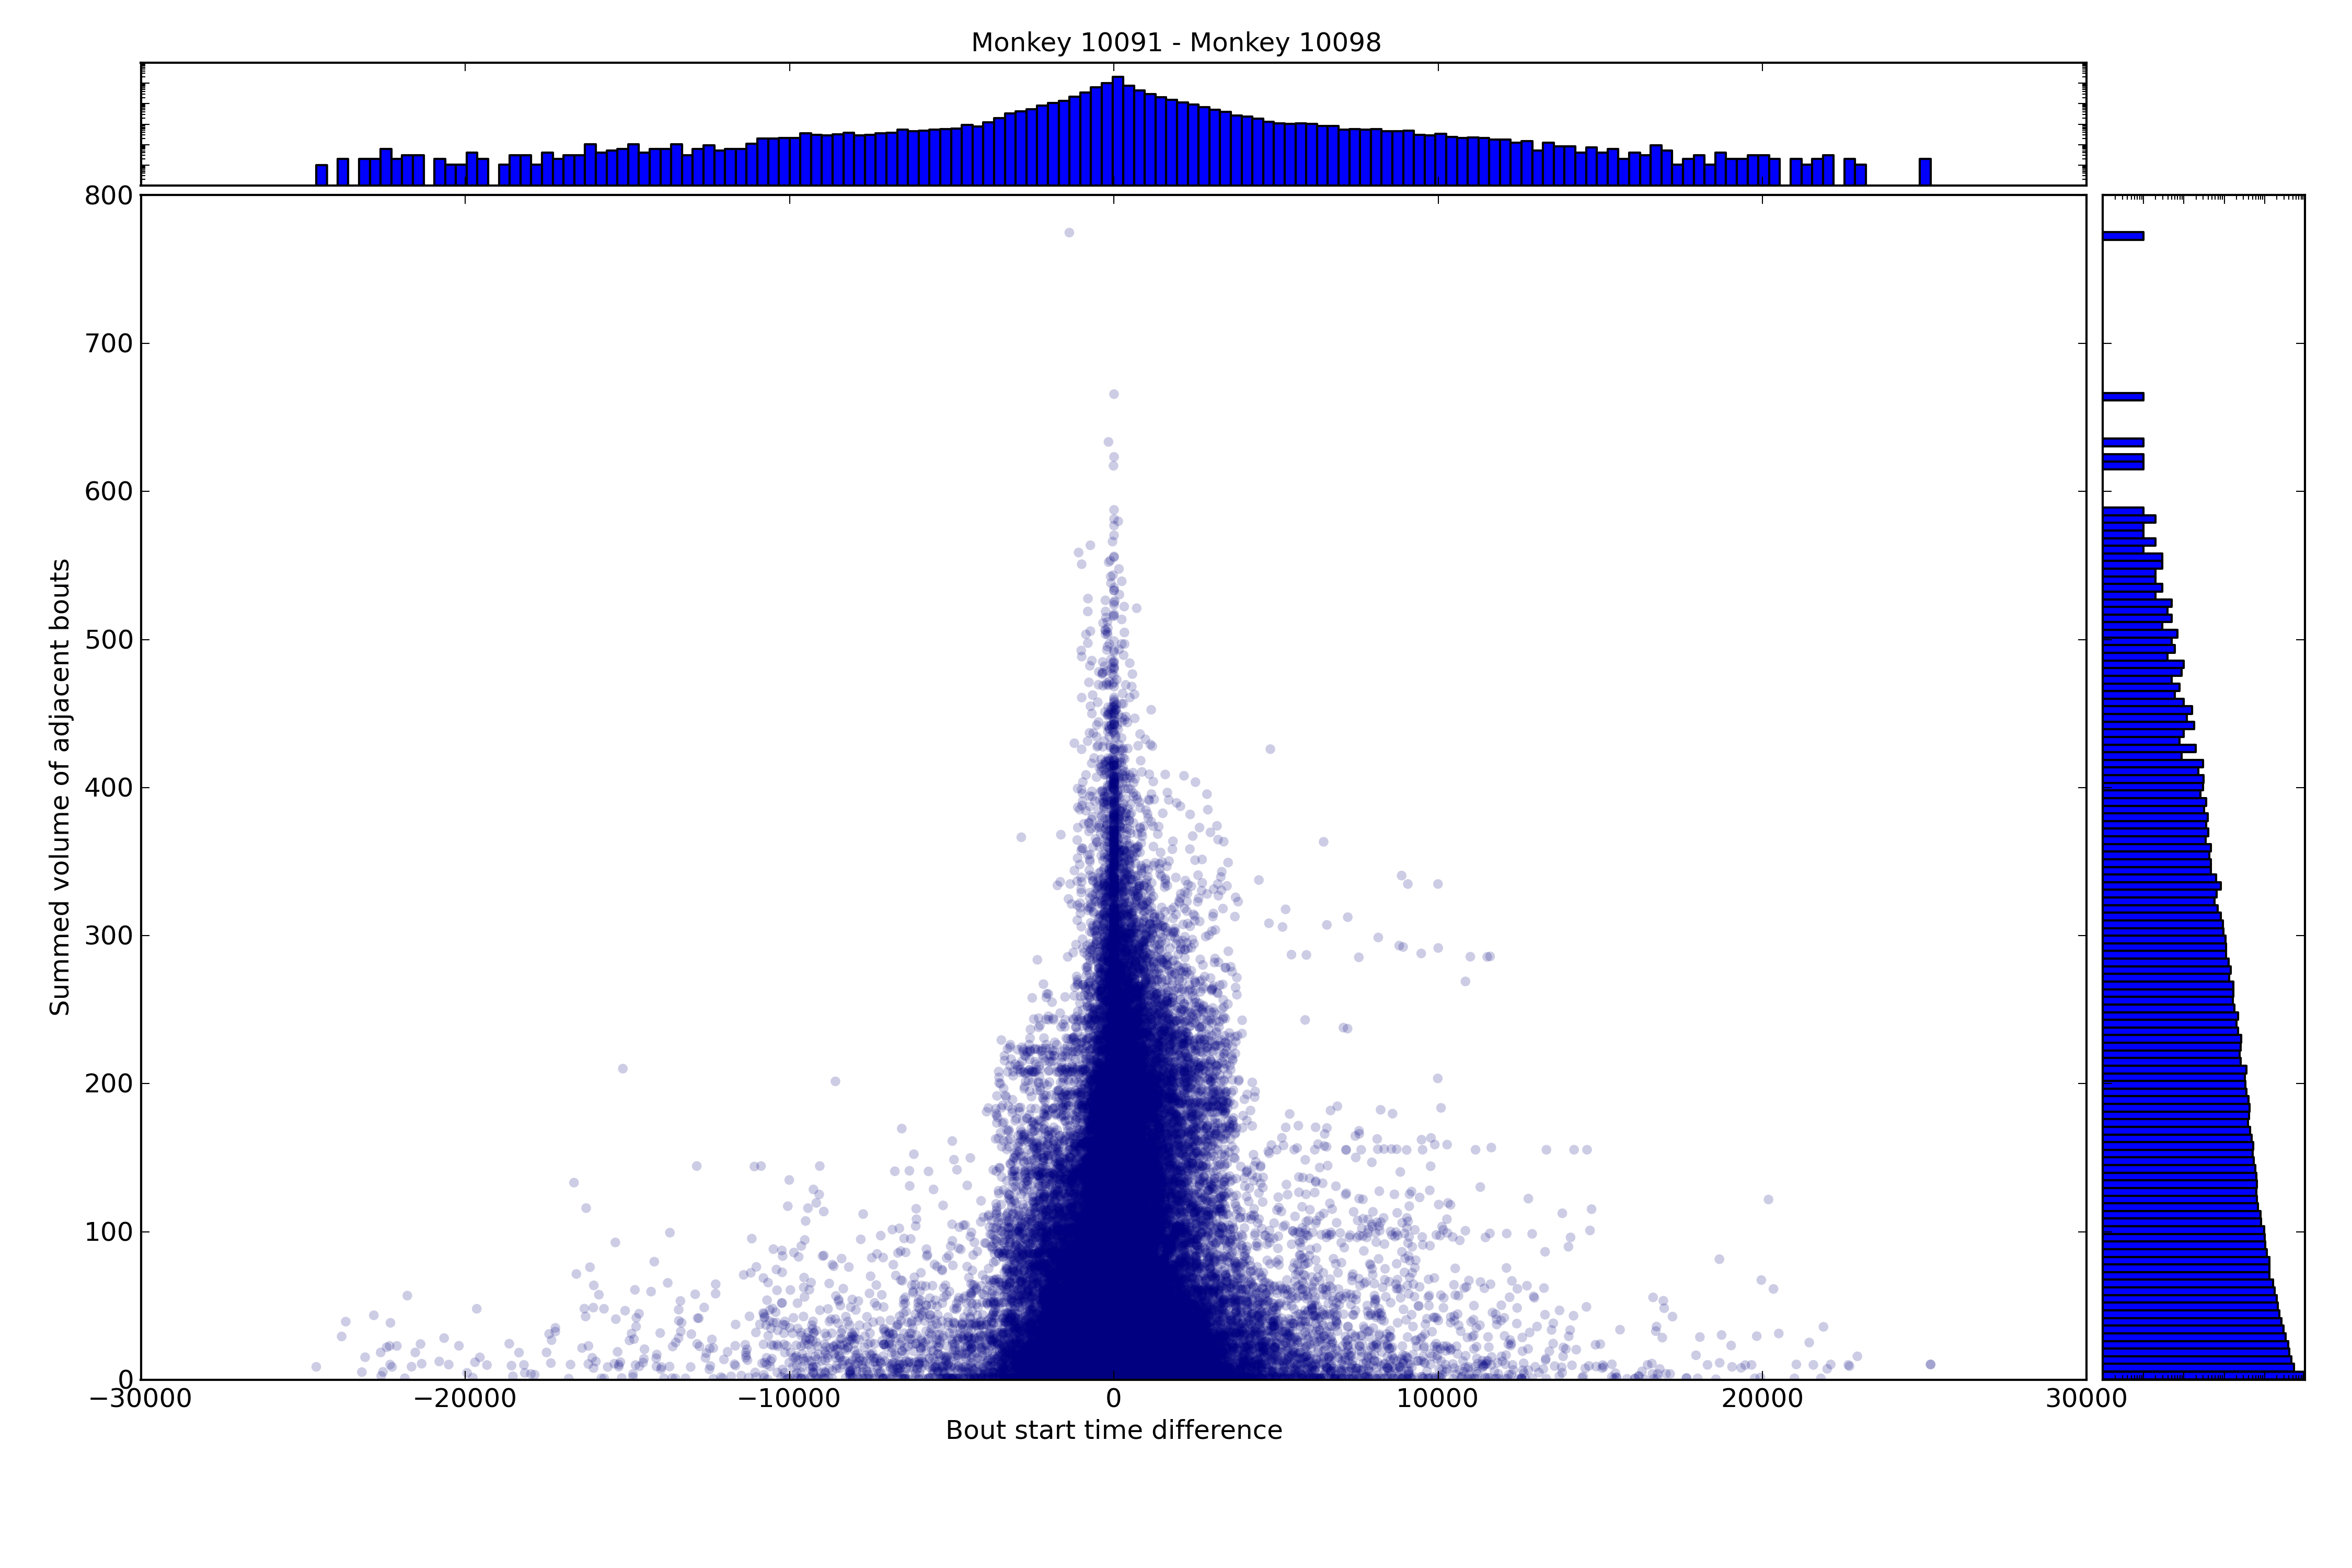 Monkey 10091 - Monkey 10098
800
700
600
500
400
300
200
100
0
Summed volume of adjacent bouts
−30000 −20000 −10000 0 10000 20000 30000
Bout start time difference